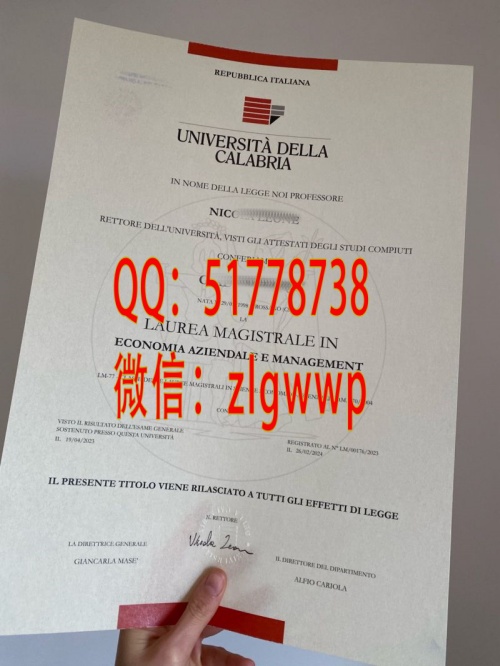 REPUBBLICA ITALIANA
UNIVERSITÀ DELLA
CALABRIA
IN NOME DELLA LEGGE NOI PROFESSORE
RETTORE DELL'UNIVERSITÀ, VISTI GLI ATTESTATI DEGLI STUDI COMPIUTI
QQ：51778738
LAUREA MAGISTRALE IN
ECONOMIA AZIENDALE E MANAGEMENT
微信：zlgwwp
VISTO IL RISULTATO DELL'ESAME GENERALE
SOSTENUTO PRESSO QUESTA UNIVERSITÀ
IL 19/04/2023
REGISTRATO AL N° LM/00176/2023
IL 26/02/2024
IL PRESENTE TITOLO VIENE RILASCIATO A TUTTI GLI EFFETTI DI LEGGE
IL RETTORE
LA DIRETTRICE GENERALE
GIANCARLA MASE'
IL DIRETTORE DEL DIPARTIMENTO
ALFIO CARIOLA